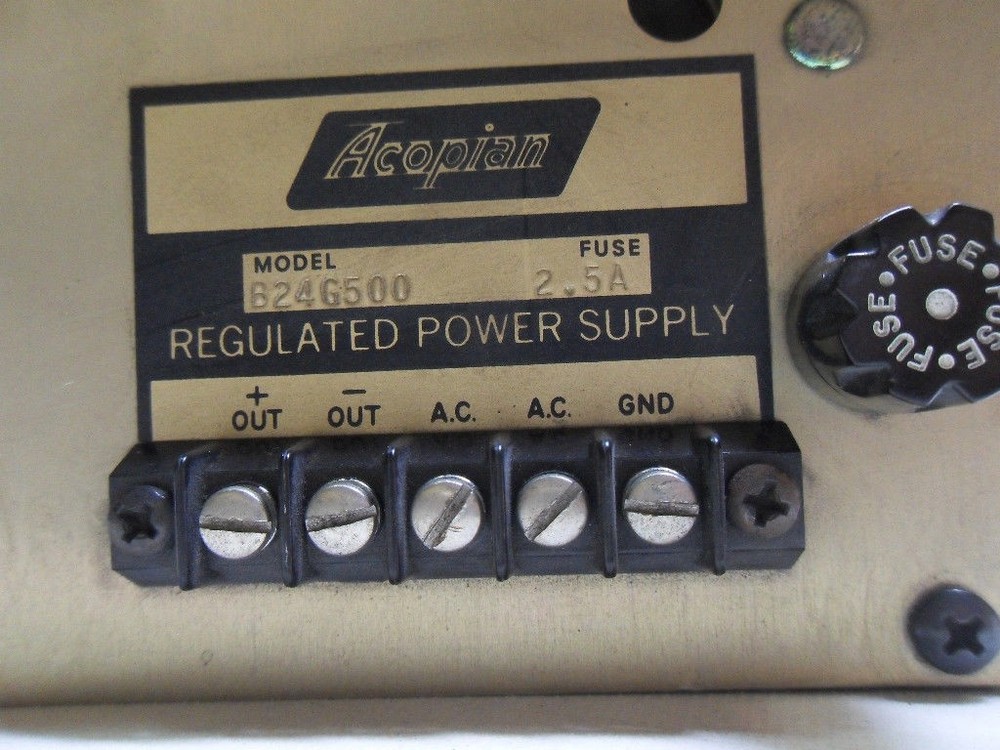 Acopian
MODEL FUSE
B24G500 2.5A
REGULATED POWER SUPPLY
+ − A.C. A.C. GND
OUT OUT
FUSE • FUSE • FUSE •